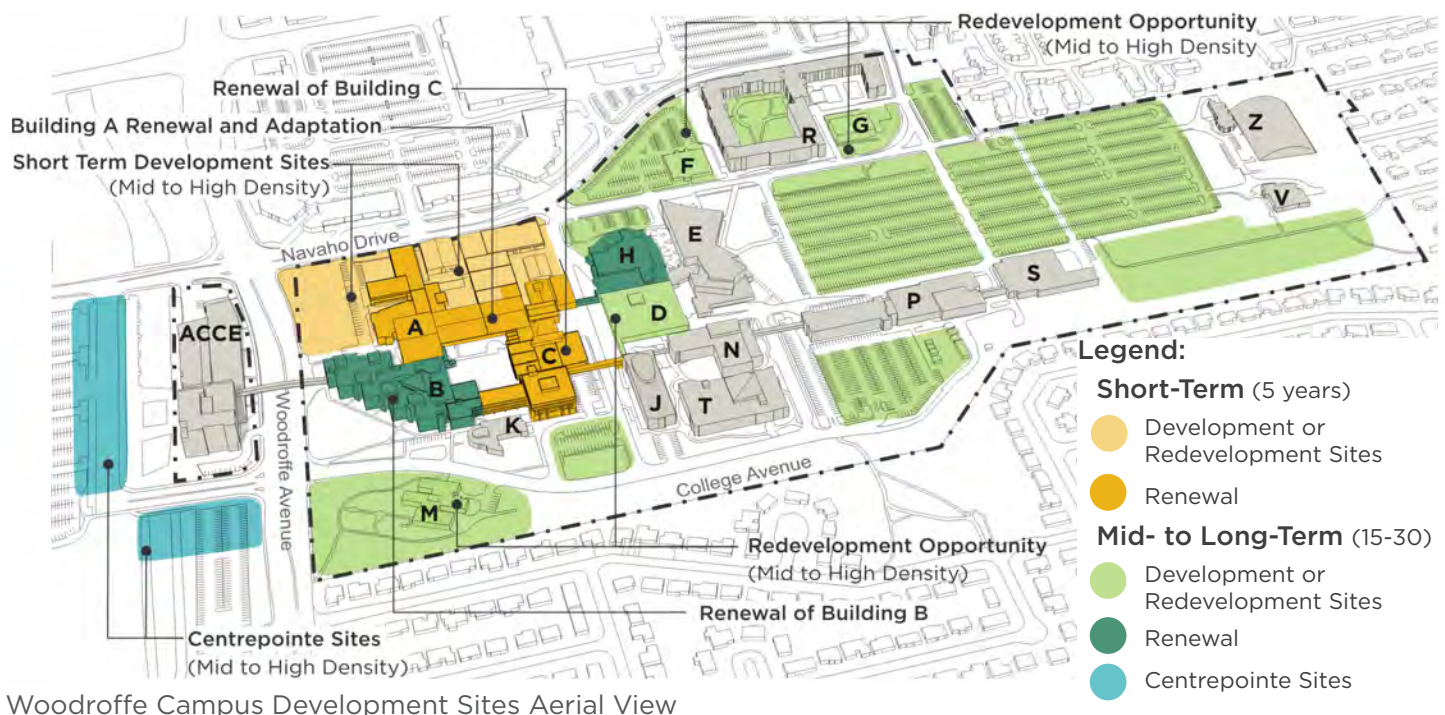 Redevelopment Opportunity
(Mid to High Density
Renewal of Building C
Building A Renewal and Adaptation
Short Term Development Sites
(Mid to High Density)
Navaho Drive
Woodroffe Avenue
College Avenue
ACCE
A
B
C
K
M
H
D
E
F
R
G
J
T
N
P
S
Z
V
Redevelopment Opportunity
(Mid to High Density)
Renewal of Building B
Centrepointe Sites
(Mid to High Density)
Legend:
Short-Term (5 years)
Development or
Redevelopment Sites
Renewal
Mid- to Long-Term (15-30)
Development or
Redevelopment Sites
Renewal
Centrepointe Sites
Woodroffe Campus Development Sites Aerial View